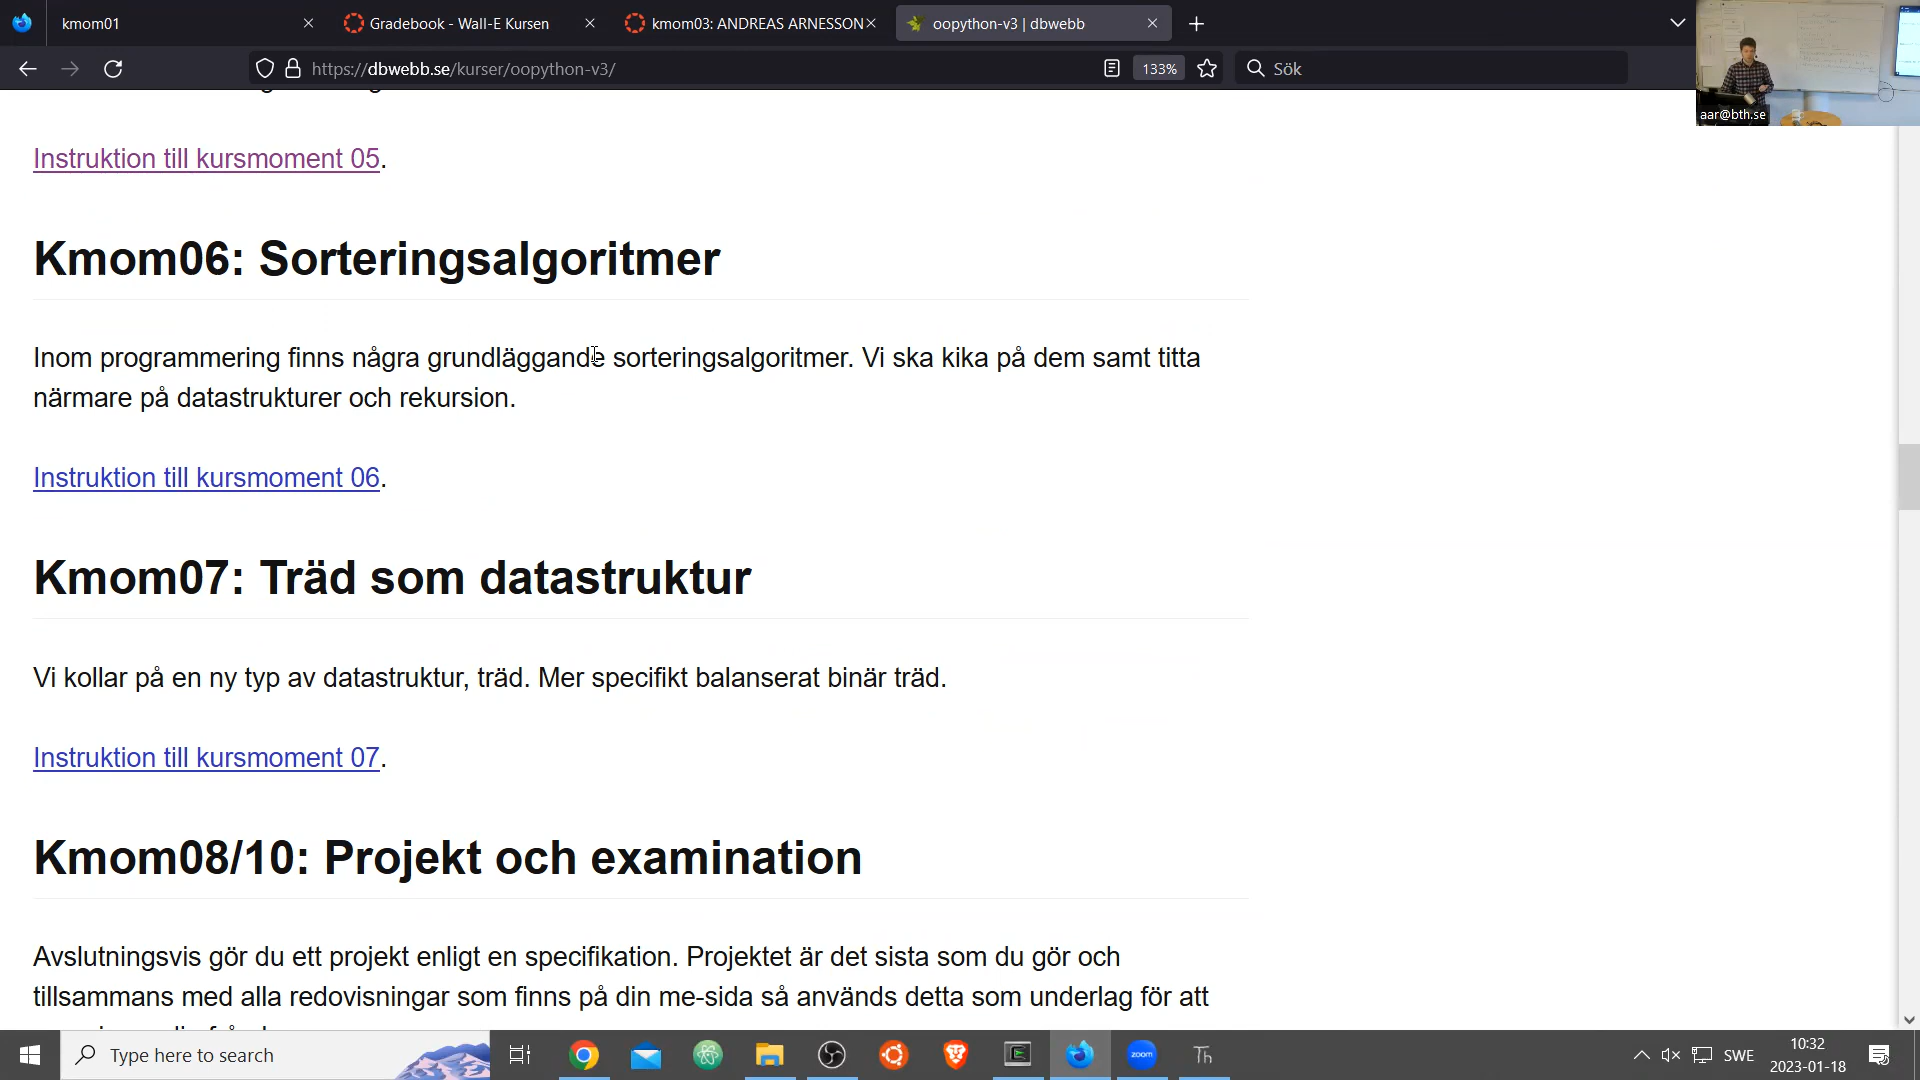 kmom01
Gradebook - Wall-E Kursen
kmom03: ANDREAS ARNESSON
oopython-v3 | dbwebb
https://dbwebb.se/kurser/oopython-v3/
133%
Sök
aar@bth.se
Instruktion till kursmoment 05.
Kmom06: Sorteringsalgoritmer
Inom programmering finns några grundläggande sorteringsalgoritmer. Vi ska kika på dem samt titta
närmare på datastrukturer och rekursion.
Instruktion till kursmoment 06.
Kmom07: Träd som datastruktur
Vi kollar på en ny typ av datastruktur, träd. Mer specifikt balanserat binär träd.
Instruktion till kursmoment 07.
Kmom08/10: Projekt och examination
Avslutningsvis gör du ett projekt enligt en specifikation. Projektet är det sista som du gör och
tillsammans med alla redovisningar som finns på din me-sida så används detta som underlag för att
Type here to search
zoom
Th
SWE
10:32
2023-01-18